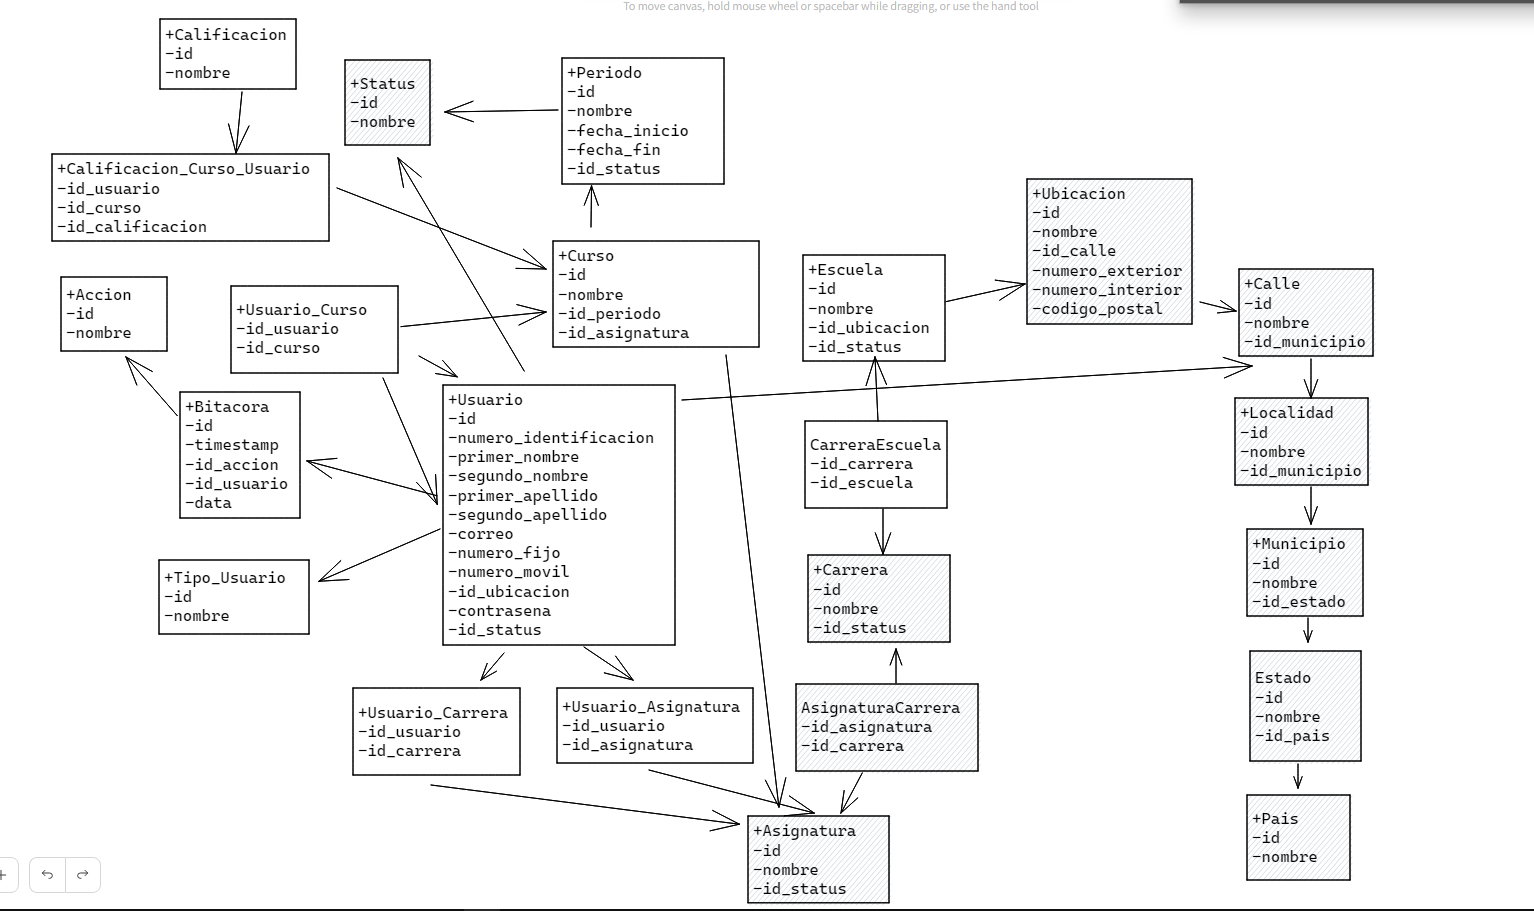 To move canvas, hold mouse wheel or spacebar while dragging, or use the hand tool
+Calificacion
-id
-nombre
+Status
-id
-nombre
+Periodo
-id
-nombre
-fecha_inicio
-fecha_fin
-id_status
+Calificacion_Curso_Usuario
-id_usuario
-id_curso
-id_calificacion
+Ubicacion
-id
-nombre
-id_calle
-numero_exterior
-numero_interior
-codigo_postal
+Curso
-id
-nombre
-id_periodo
-id_asignatura
+Escuela
-id
-nombre
-id_ubicacion
-id_status
+Calle
-id
-nombre
-id_municipio
+Accion
-id
-nombre
+Usuario_Curso
-id_usuario
-id_curso
+Bitacora
-id
-timestamp
-id_accion
-id_usuario
-data
+Usuario
-id
-numero_identificacion
-primer_nombre
-segundo_nombre
-primer_apellido
-segundo_apellido
-correo
-numero_fijo
-numero_movil
-id_ubicacion
-contrasena
-id_status
CarreraEscuela
-id_carrera
-id_escuela
+Localidad
-id
-nombre
-id_municipio
+Municipio
-id
-nombre
-id_estado
+Tipo_Usuario
-id
-nombre
+Carrera
-id
-nombre
-id_status
Estado
-id
-nombre
-id_pais
+Usuario_Carrera
-id_usuario
-id_carrera
+Usuario_Asignatura
-id_usuario
-id_asignatura
AsignaturaCarrera
-id_asignatura
-id_carrera
+Asignatura
-id
-nombre
-id_status
+Pais
-id
-nombre